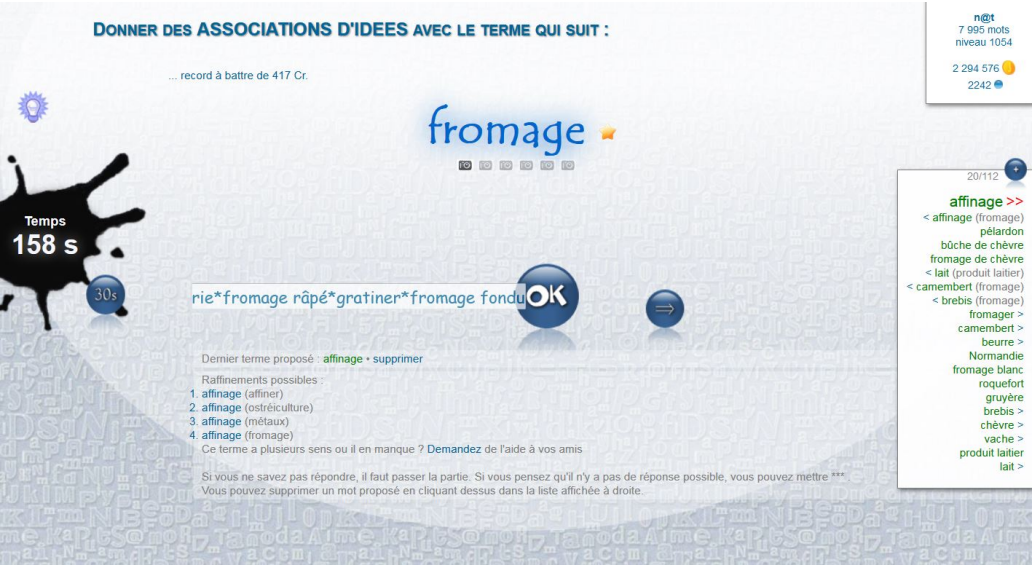 DONNER DES ASSOCIATIONS D'IDEES AVEC LE TERME QUI SUIT :
n@t
7 995 mots
niveau 1054
... record à battre de 417 Cr.
2 294 576
2242
fromage
20/112
+
affinage >>
< affinage (fromage)
pélardon
bûche de chèvre
fromage de chèvre
< lait (produit laitier)
< camembert (fromage)
< brebis (fromage)
fromager >
camembert >
beurre >
Normandie
fromage blanc
roquefort
gruyère
brebis >
chèvre >
vache >
produit laitier
lait >
Temps
158 s
30s
rie*fromage râpé*gratiner*fromage fondu
OK
⇒
Dernier terme proposé : affinage • supprimer
Raffinements possibles :
1. affinage (affiner)
2. affinage (ostréiculture)
3. affinage (métaux)
4. affinage (fromage)
Ce terme a plusieurs sens ou il en manque ? Demandez de l'aide à vos amis
Si vous ne savez pas répondre, il faut passer la partie. Si vous pensez qu'il n'y a pas de réponse possible, vous pouvez mettre ***
Vous pouvez supprimer un mot proposé en cliquant dessus dans la liste affichée à droite.